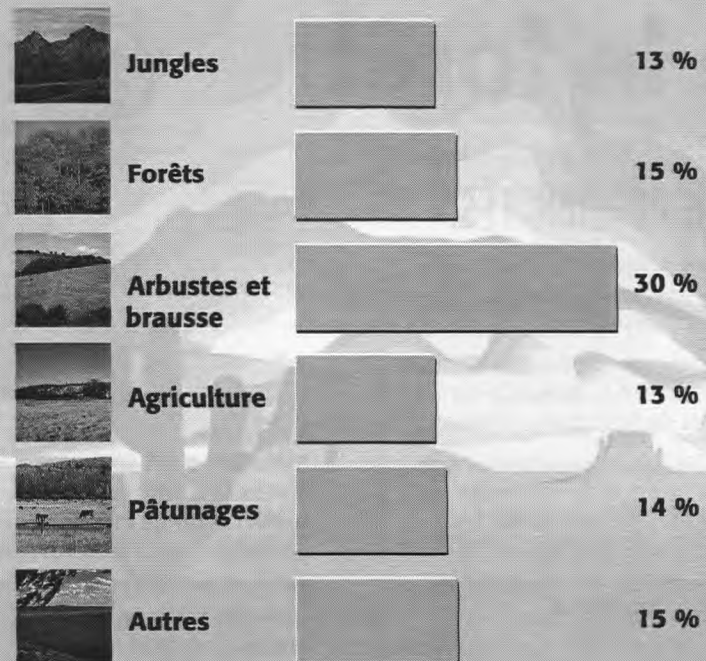 Jungles 13 %
Forêts 15 %
Arbustes et 30 %
brausse
Agriculture 13 %
Pâtunages 14 %
Autres 15 %